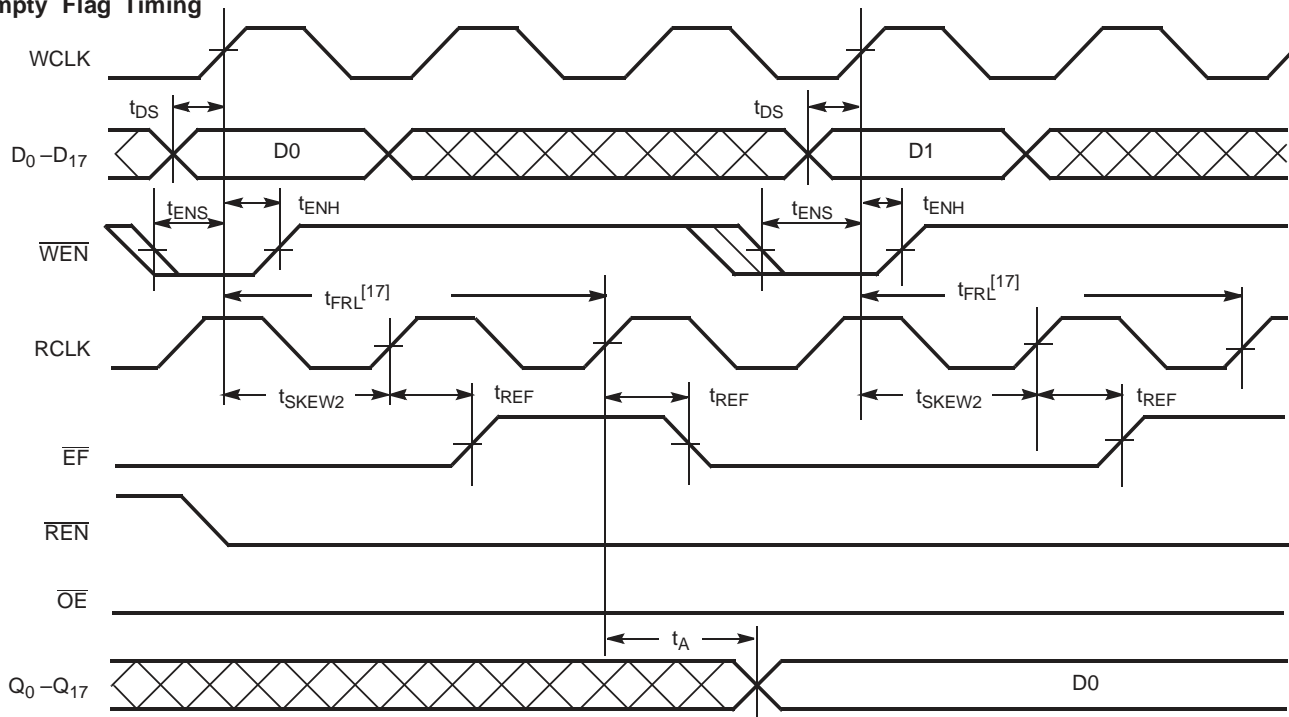 mpty Flag Timing
WCLK
tDS
tDS
D0 –D17
D0
D1
tENS
tENH
tENS
tENH
WEN
tFRL[17]
tFRL[17]
RCLK
tSKEW2
tREF
tREF
tSKEW2
tREF
EF
REN
OE
tA
Q0 –Q17
D0